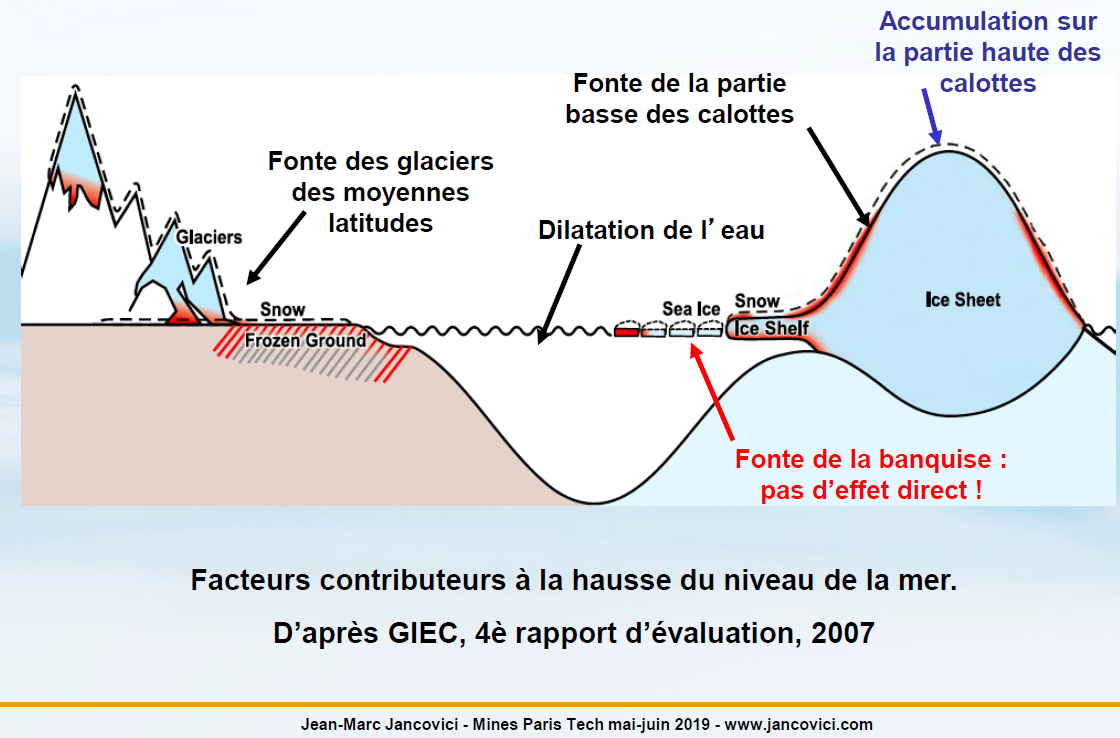 Accumulation sur
la partie haute des
calottes
Fonte de la partie
basse des calottes
Fonte des glaciers
des moyennes
latitudes
Dilatation de l’eau
Glaciers
Snow
Frozen Ground
Sea Ice
Snow
Ice Shelf
Ice Sheet
Fonte de la banquise :
pas d’effet direct !
Facteurs contributeurs à la hausse du niveau de la mer.
D’après GIEC, 4è rapport d’évaluation, 2007
Jean-Marc Jancovici - Mines Paris Tech mai-juin 2019 - www.jancovici.com